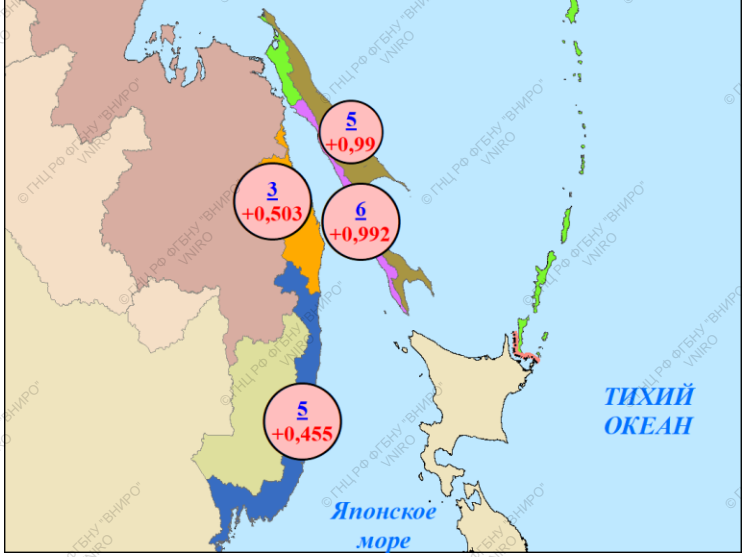 5
+0,99
3
+0,503
6
+0,992
5
+0,455
ТИХИЙ
ОКЕАН
Японское
море
© ГНЦ РФ ФГБНУ "ВНИРО"
VNIRO